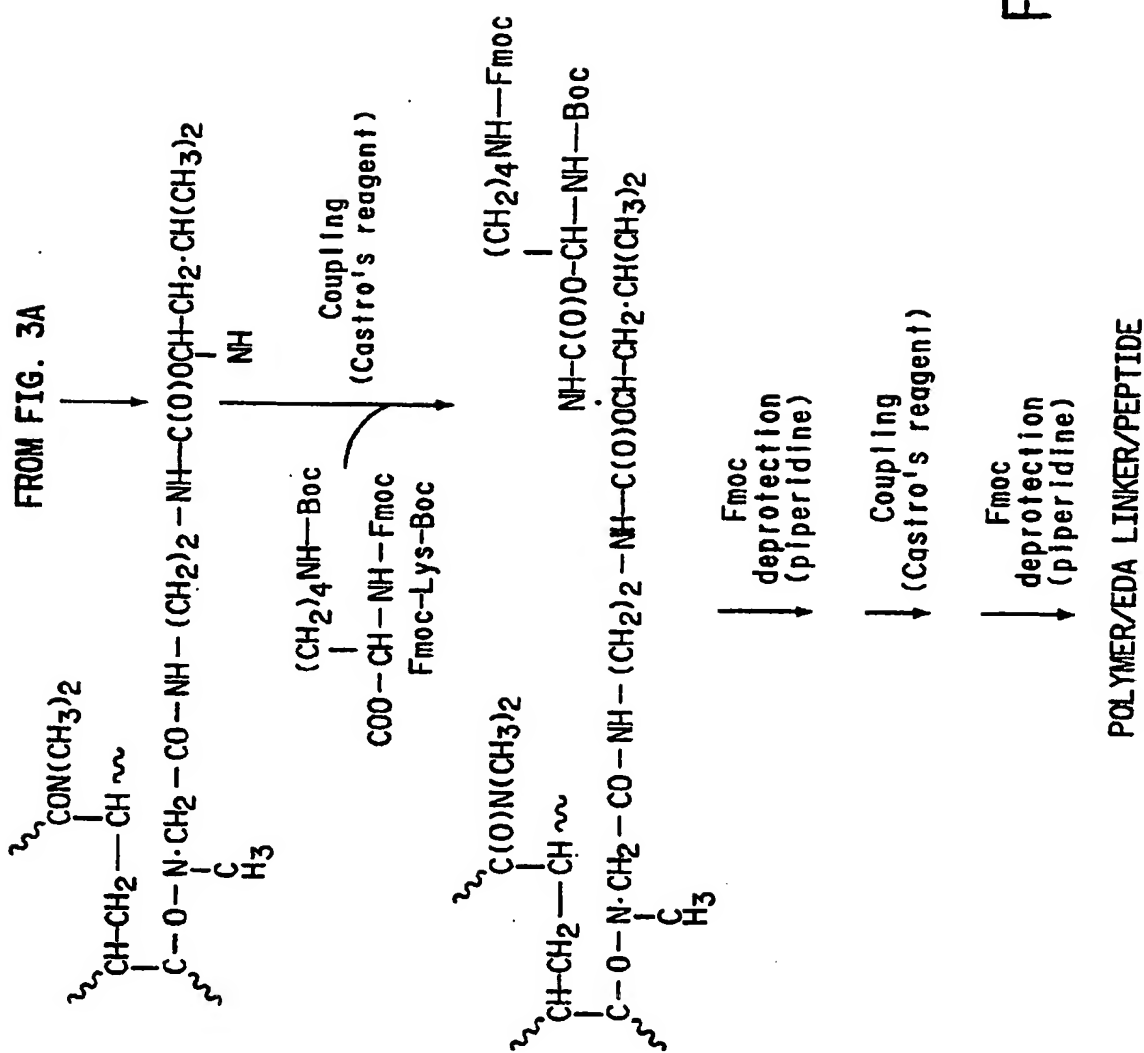 FROM FIG. 3A
CON(CH3)2
CH-CH2-CH
C-O-N·CH2-CO-NH-(CH2)2-NH-C(O)OCH-CH2·CH(CH3)2
C
H3
NH
(CH2)4NH-Boc
COO-CH-NH-Fmoc
Fmoc-Lys-Boc
Coupling
(Castro's reagent)
(CH2)4NH-Fmoc
NH-C(O)O-CH-NH-Boc
C(O)N(CH3)2
CH-CH2-CH
C-O-N·CH2-CO-NH-(CH2)2-NH-C(O)OCH-CH2·CH(CH3)2
C
H3
Fmoc
deprotection
(piperidine)
Coupling
(Castro's reagent)
Fmoc
deprotection
(piperidine)
POLYMER/EDA LINKER/PEPTIDE
F